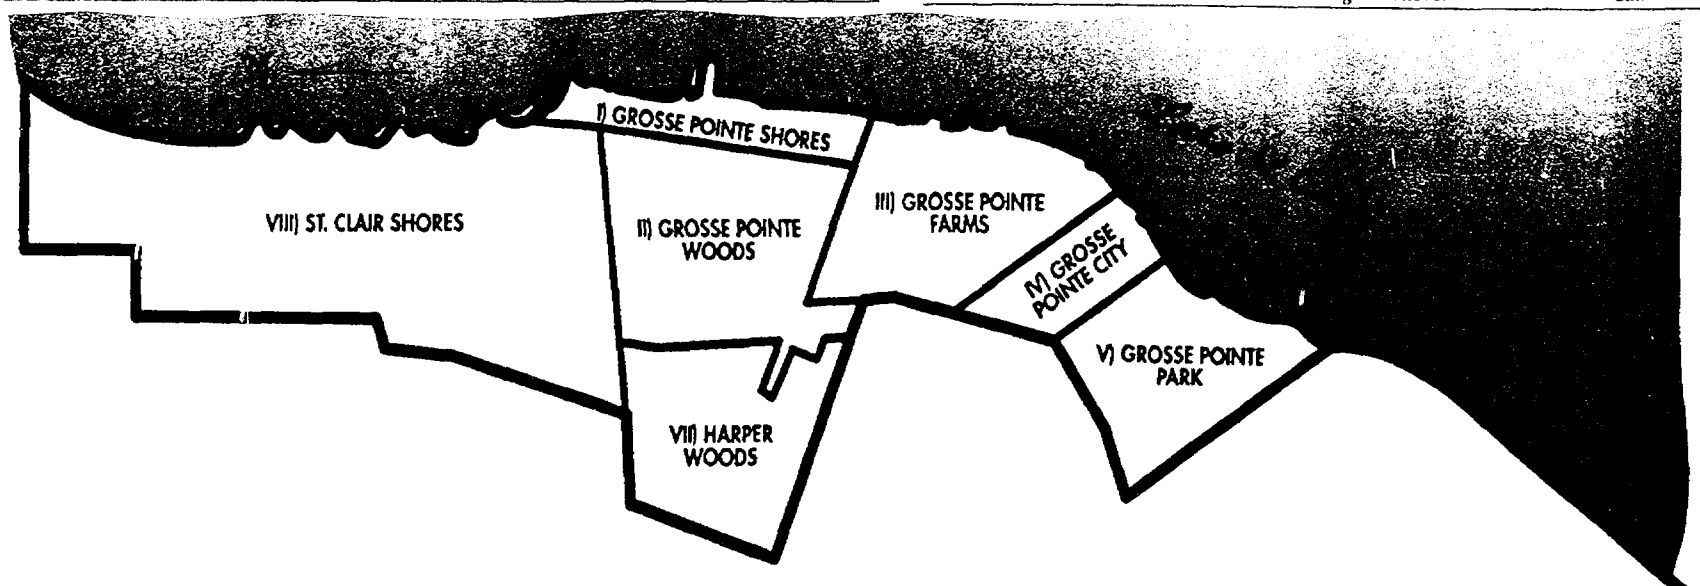 I) GROSSE POINTE SHORES
VIII) ST. CLAIR SHORES
II) GROSSE POINTE
WOODS
III) GROSSE POINTE
FARMS
IV) GROSSE
POINTE CITY
V) GROSSE POINTE
PARK
VII) HARPER
WOODS